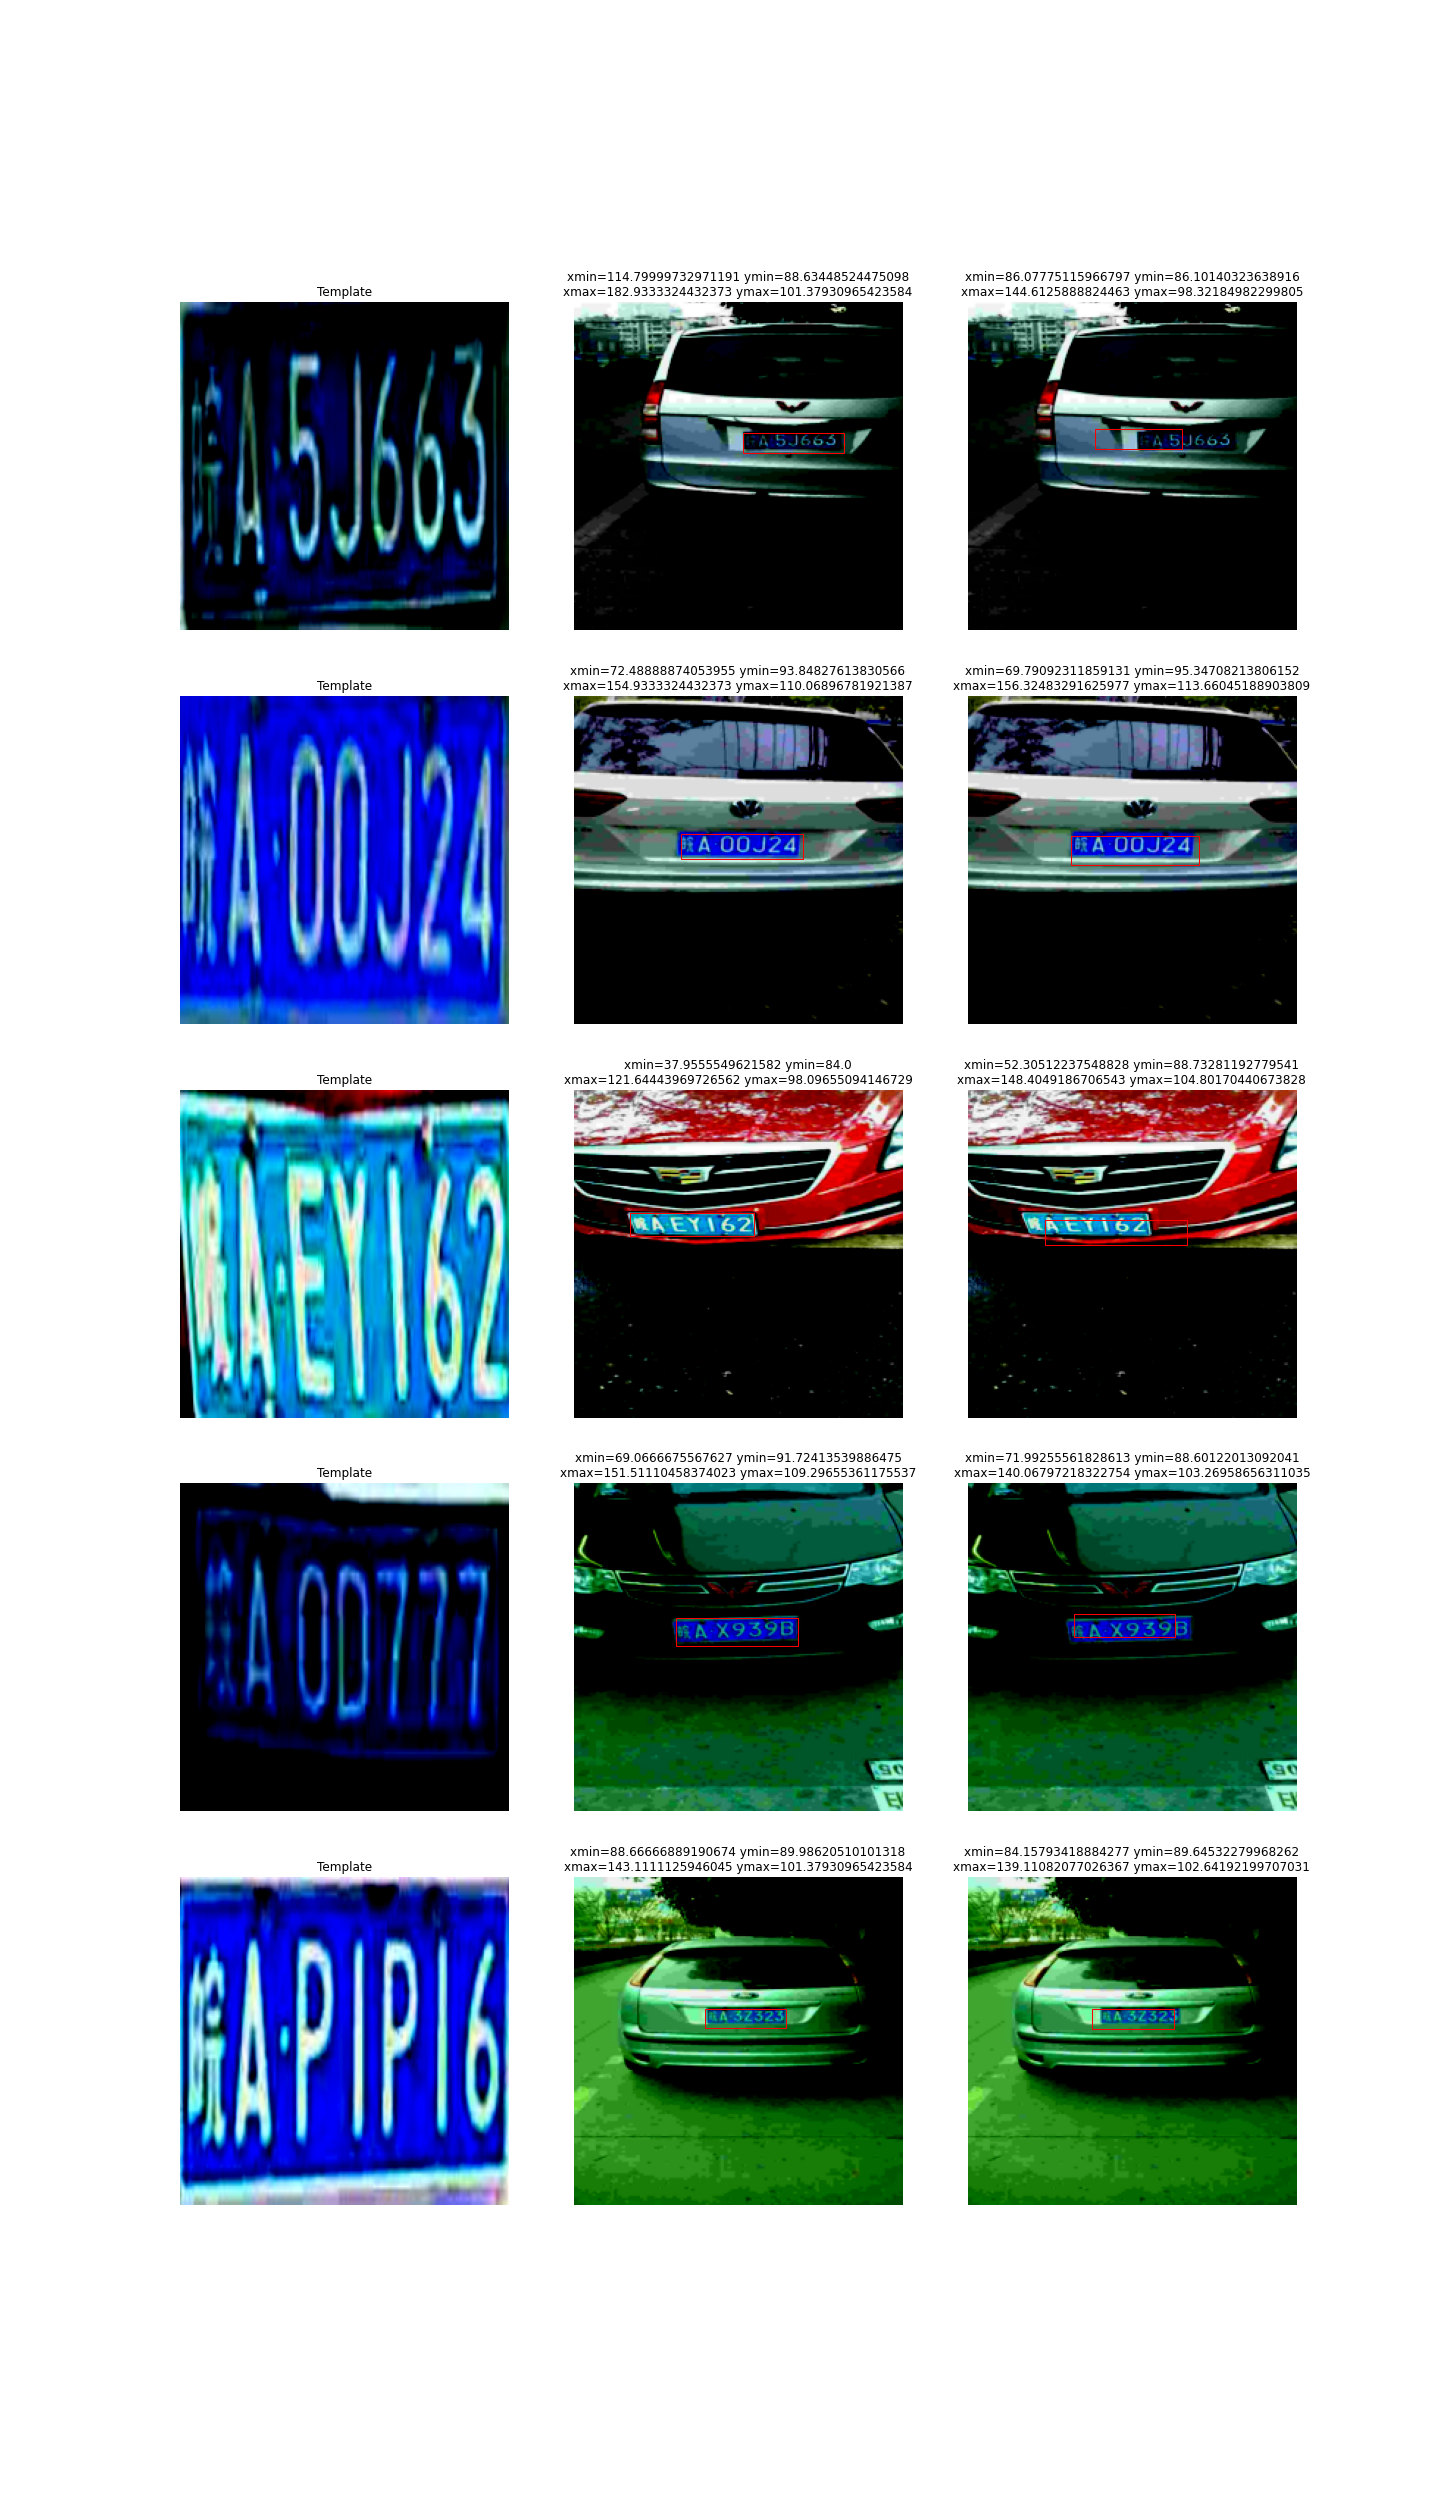 xmin=114.79999732971191 ymin=88.63448524475098
xmax=182.9333324432373 ymax=101.37930965423584
xmin=86.07775115966797 ymin=86.10140323638916
xmax=144.6125888824463 ymax=98.32184982299805
Template
皖A·5J663
皖A·5J663
皖A·5J663
xmin=72.48888874053955 ymin=93.84827613830566
xmax=154.9333324432373 ymax=110.06896781921387
xmin=69.79092311859131 ymin=95.34708213806152
xmax=156.32483291625977 ymax=113.66045188903809
Template
皖A·00J24
皖A·00J24
皖A·00J24
xmin=37.9555549621582 ymin=84.0
xmax=121.64443969726562 ymax=98.09655094146729
xmin=52.30512237548828 ymin=88.73281192779541
xmax=148.4049186706543 ymax=104.80170440673828
Template
皖A·EY162
皖A·EY162
皖A·EY162
xmin=69.0666675567627 ymin=91.72413539886475
xmax=151.51110458374023 ymax=109.29655361175537
xmin=71.99255561828613 ymin=88.60122013092041
xmax=140.06797218322754 ymax=103.26958656311035
Template
皖A·0D777
皖A·X939B
皖A·X939B
xmin=88.66666889190674 ymin=89.98620510101318
xmax=143.1111125946045 ymax=101.37930965423584
xmin=84.15793418884277 ymin=89.64532279968262
xmax=139.11082077026367 ymax=102.64192199707031
Template
皖A·P1P16
皖A·3Z323
皖A·3Z323